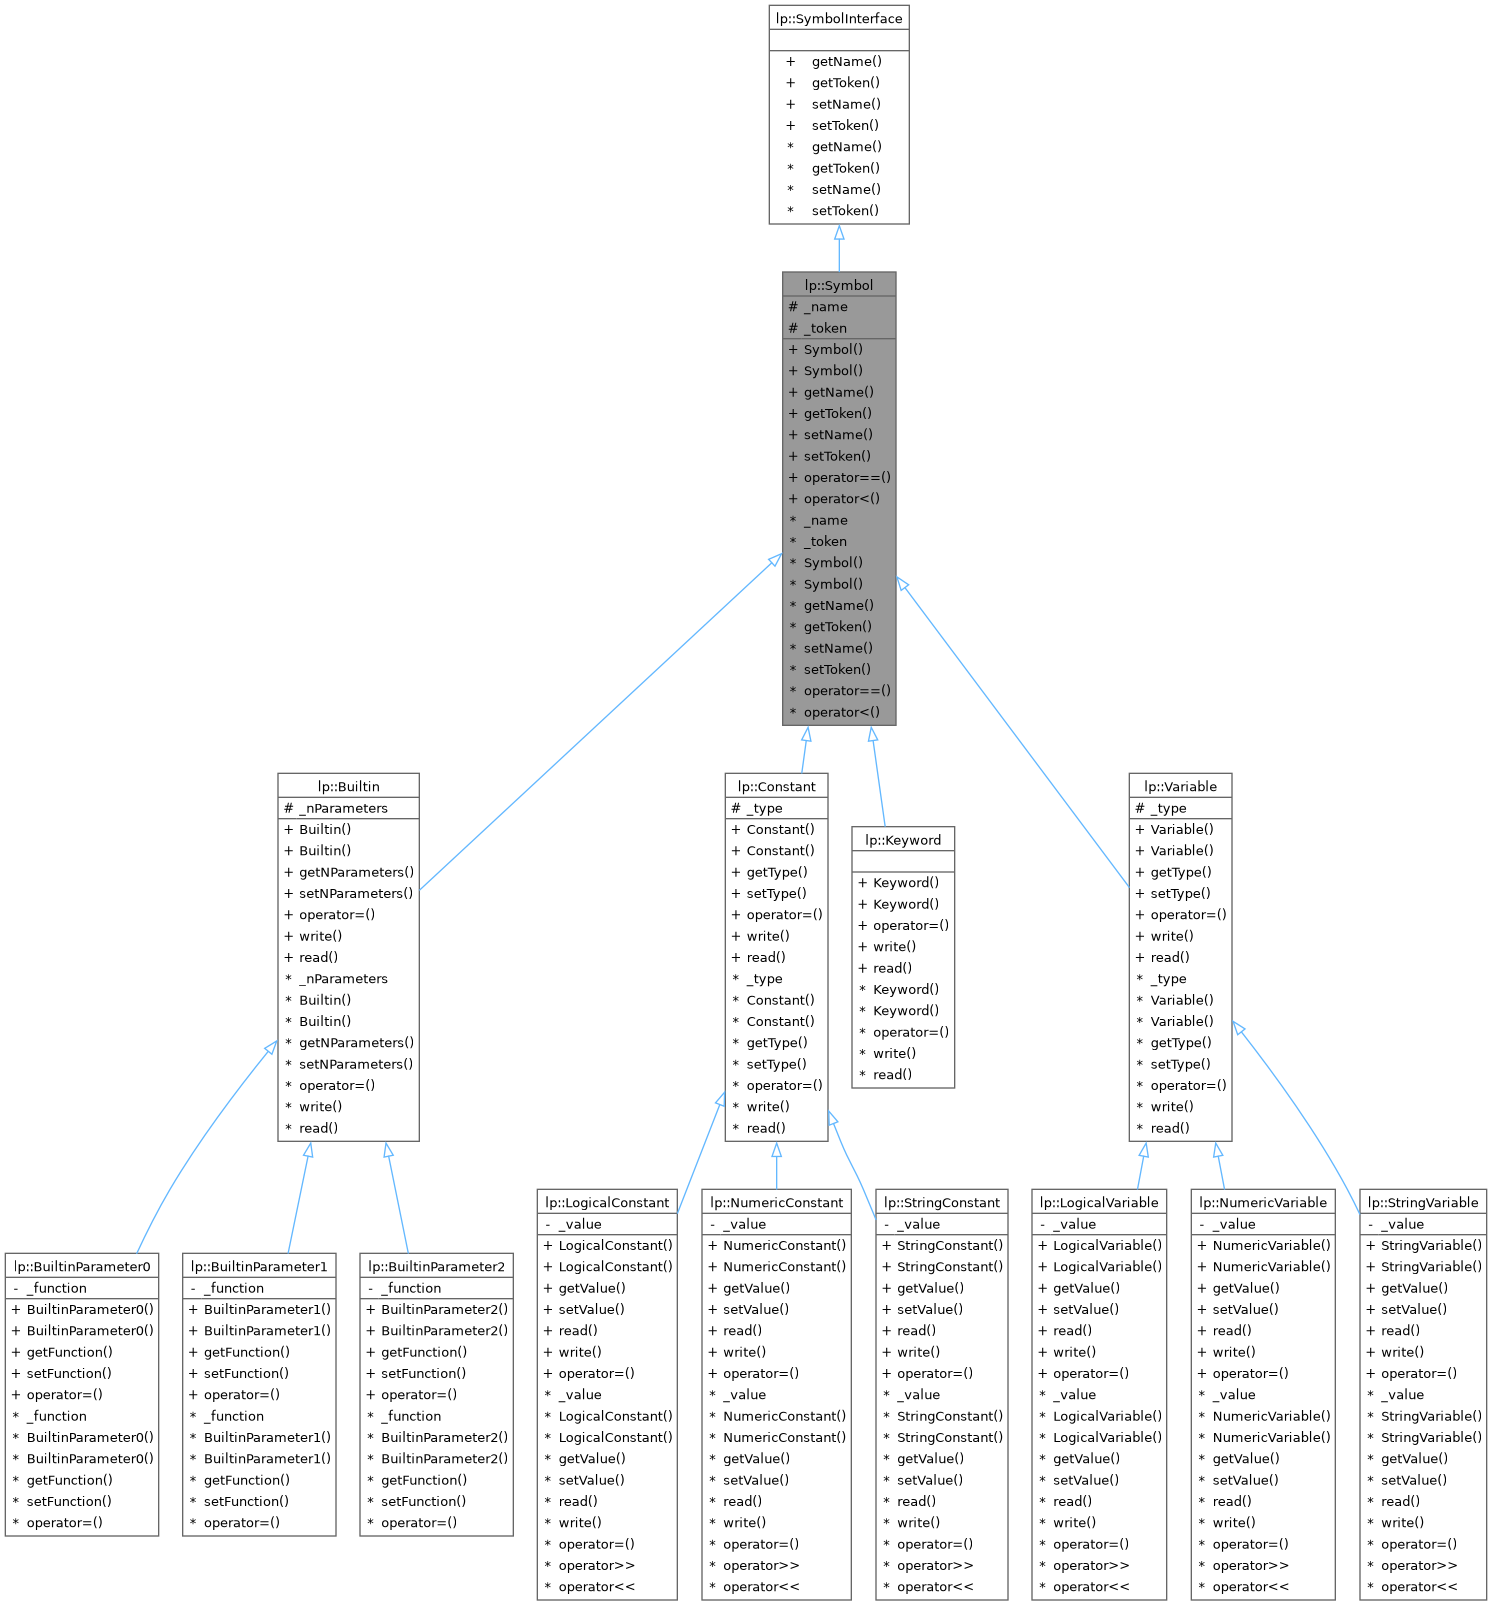 lp::SymbolInterface
+ getName()
+ getToken()
+ setName()
+ setToken()
* getName()
* getToken()
* setName()
* setToken()
lp::Symbol
# _name
# _token
+ Symbol()
+ Symbol()
+ getName()
+ getToken()
+ setName()
+ setToken()
+ operator==()
+ operator<()
* _name
* _token
* Symbol()
* Symbol()
* getName()
* getToken()
* setName()
* setToken()
* operator==()
* operator<()
lp::Builtin
# _nParameters
+ Builtin()
+ Builtin()
+ getNParameters()
+ setNParameters()
+ operator=()
+ write()
+ read()
* _nParameters
* Builtin()
* Builtin()
* getNParameters()
* setNParameters()
* operator=()
* write()
* read()
lp::Constant
# _type
+ Constant()
+ Constant()
+ getType()
+ setType()
+ operator=()
+ write()
+ read()
* _type
* Constant()
* Constant()
* getType()
* setType()
* operator=()
* write()
* read()
lp::Keyword
+ Keyword()
+ Keyword()
+ operator=()
+ write()
+ read()
* Keyword()
* Keyword()
* operator=()
* write()
* read()
lp::Variable
# _type
+ Variable()
+ Variable()
+ getType()
+ setType()
+ operator=()
+ write()
+ read()
* _type
* Variable()
* Variable()
* getType()
* setType()
* operator=()
* write()
* read()
lp::BuiltinParameter0
- _function
+ BuiltinParameter0()
+ BuiltinParameter0()
+ getFunction()
+ setFunction()
+ operator=()
* _function
* BuiltinParameter0()
* BuiltinParameter0()
* getFunction()
* setFunction()
* operator=()
lp::BuiltinParameter1
- _function
+ BuiltinParameter1()
+ BuiltinParameter1()
+ getFunction()
+ setFunction()
+ operator=()
* _function
* BuiltinParameter1()
* BuiltinParameter1()
* getFunction()
* setFunction()
* operator=()
lp::BuiltinParameter2
- _function
+ BuiltinParameter2()
+ BuiltinParameter2()
+ getFunction()
+ setFunction()
+ operator=()
* _function
* BuiltinParameter2()
* BuiltinParameter2()
* getFunction()
* setFunction()
* operator=()
lp::LogicalConstant
- _value
+ LogicalConstant()
+ LogicalConstant()
+ getValue()
+ setValue()
+ read()
+ write()
+ operator=()
* _value
* LogicalConstant()
* LogicalConstant()
* getValue()
* setValue()
* read()
* write()
* operator=()
* operator>>
* operator<<
lp::NumericConstant
- _value
+ NumericConstant()
+ NumericConstant()
+ getValue()
+ setValue()
+ read()
+ write()
+ operator=()
* _value
* NumericConstant()
* NumericConstant()
* getValue()
* setValue()
* read()
* write()
* operator=()
* operator>>
* operator<<
lp::StringConstant
- _value
+ StringConstant()
+ StringConstant()
+ getValue()
+ setValue()
+ read()
+ write()
+ operator=()
* _value
* StringConstant()
* StringConstant()
* getValue()
* setValue()
* read()
* write()
* operator=()
* operator>>
* operator<<
lp::LogicalVariable
- _value
+ LogicalVariable()
+ LogicalVariable()
+ getValue()
+ setValue()
+ read()
+ write()
+ operator=()
* _value
* LogicalVariable()
* LogicalVariable()
* getValue()
* setValue()
* read()
* write()
* operator=()
* operator>>
* operator<<
lp::NumericVariable
- _value
+ NumericVariable()
+ NumericVariable()
+ getValue()
+ setValue()
+ read()
+ write()
+ operator=()
* _value
* NumericVariable()
* NumericVariable()
* getValue()
* setValue()
* read()
* write()
* operator=()
* operator>>
* operator<<
lp::StringVariable
- _value
+ StringVariable()
+ StringVariable()
+ getValue()
+ setValue()
+ read()
+ write()
+ operator=()
* _value
* StringVariable()
* StringVariable()
* getValue()
* setValue()
* read()
* write()
* operator=()
* operator>>
* operator<<